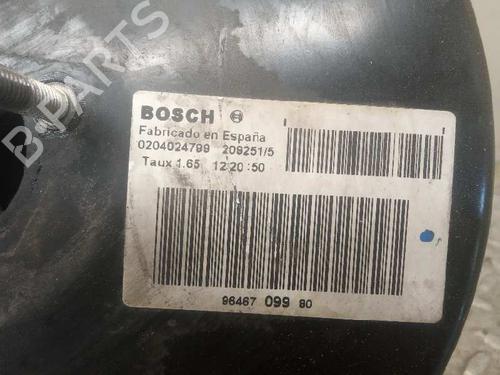 B PARTS
BOSCH
Fabricado en España
0204024799 209251/5
Taux 1.65 12:20:50
96467 099 80